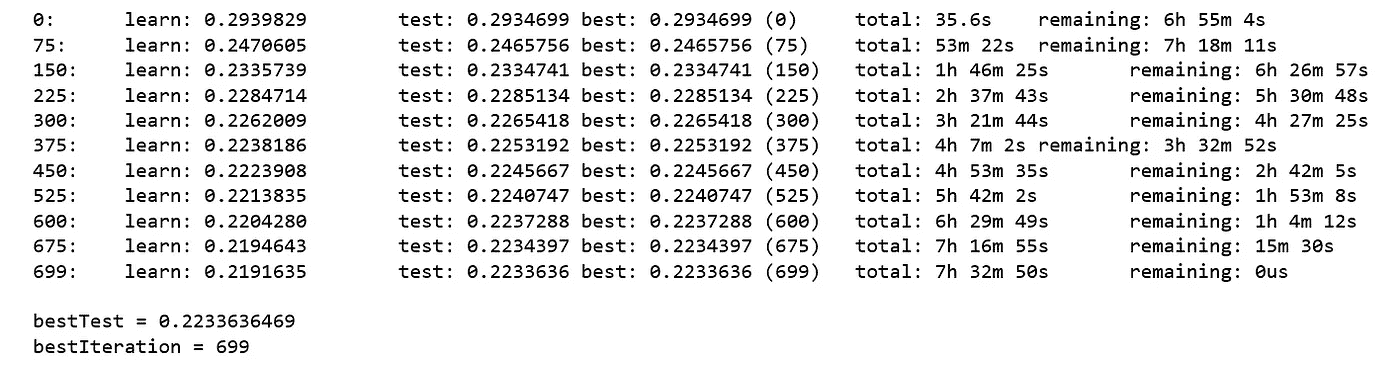 0: learn: 0.2939829 test: 0.2934699 best: 0.2934699 (0) total: 35.6s remaining: 6h 55m 4s
75: learn: 0.2470605 test: 0.2465756 best: 0.2465756 (75) total: 53m 22s remaining: 7h 18m 11s
150: learn: 0.2335739 test: 0.2334741 best: 0.2334741 (150) total: 1h 46m 25s remaining: 6h 26m 57s
225: learn: 0.2284714 test: 0.2285134 best: 0.2285134 (225) total: 2h 37m 43s remaining: 5h 30m 48s
300: learn: 0.2262009 test: 0.2265418 best: 0.2265418 (300) total: 3h 21m 44s remaining: 4h 27m 25s
375: learn: 0.2238186 test: 0.2253192 best: 0.2253192 (375) total: 4h 7m 2s remaining: 3h 32m 52s
450: learn: 0.2223908 test: 0.2245667 best: 0.2245667 (450) total: 4h 53m 35s remaining: 2h 42m 5s
525: learn: 0.2213835 test: 0.2240747 best: 0.2240747 (525) total: 5h 42m 2s remaining: 1h 53m 8s
600: learn: 0.2204280 test: 0.2237288 best: 0.2237288 (600) total: 6h 29m 49s remaining: 1h 4m 12s
675: learn: 0.2194643 test: 0.2234397 best: 0.2234397 (675) total: 7h 16m 55s remaining: 15m 30s
699: learn: 0.2191635 test: 0.2233636 best: 0.2233636 (699) total: 7h 32m 50s remaining: 0us
bestTest = 0.2233636469
bestIteration = 699